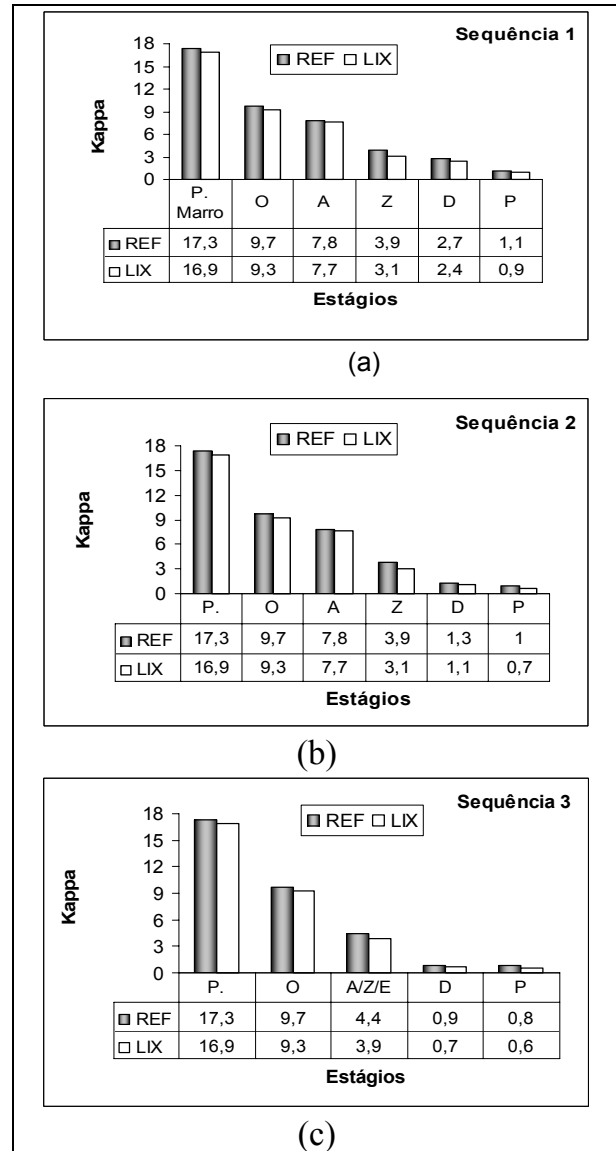 Sequência 1
REF LIX
Kappa
18
15
12
9
6
3
0
P. Marro O A Z D P
REF 17,3 9,7 7,8 3,9 2,7 1,1
LIX 16,9 9,3 7,7 3,1 2,4 0,9
Estágios
(a)
Sequência 2
REF LIX
Kappa
18
15
12
9
6
3
0
P. O A Z D P
REF 17,3 9,7 7,8 3,9 1,3 1
LIX 16,9 9,3 7,7 3,1 1,1 0,7
Estágios
(b)
Sequência 3
REF LIX
Kappa
18
15
12
9
6
3
0
P. O A/Z/E D P
REF 17,3 9,7 4,4 0,9 0,8
LIX 16,9 9,3 3,9 0,7 0,6
Estágios
(c)